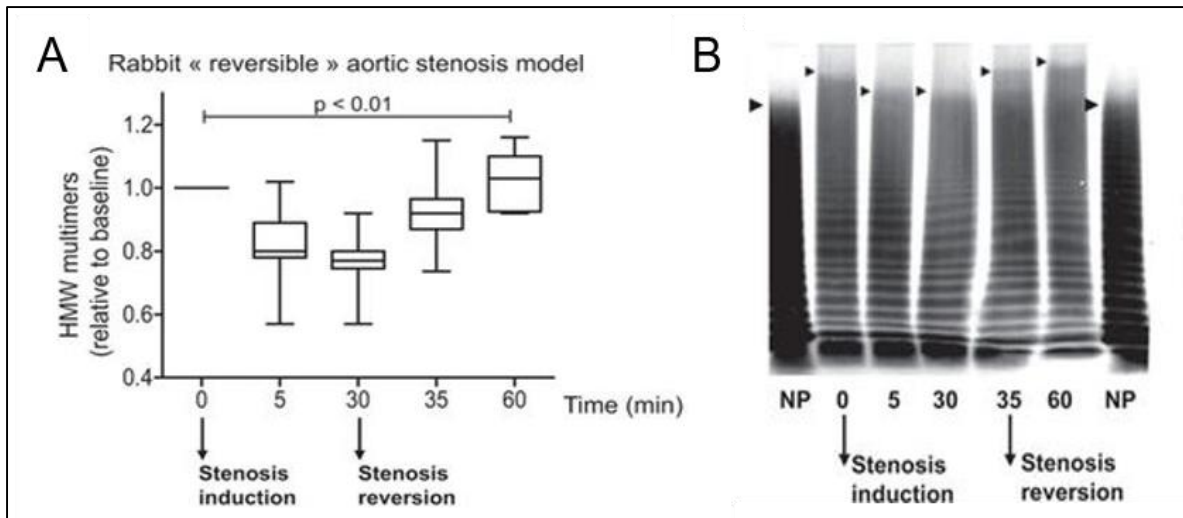 A
Rabbit « reversible » aortic stenosis model
p < 0.01
HMW multimers
(relative to baseline)
1.2
1.0
0.8
0.6
0.4
0 5 30 35 60 Time (min)
Stenosis
induction
Stenosis
reversion
B
NP 0 5 30 35 60 NP
Stenosis
induction
Stenosis
reversion